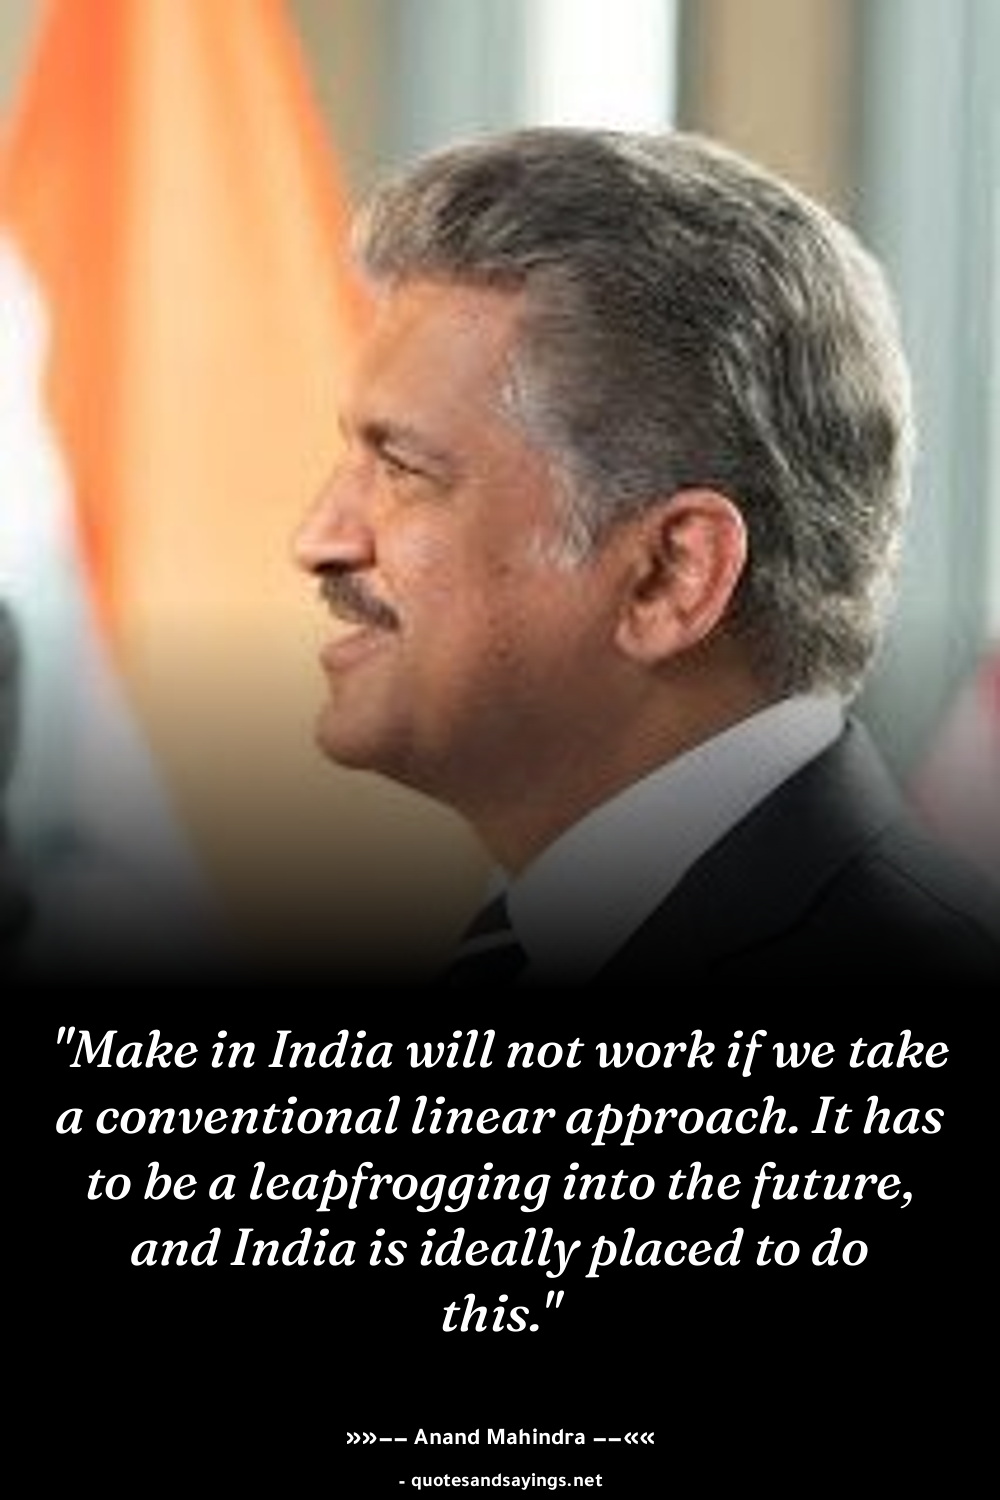 "Make in India will not work if we take
a conventional linear approach. It has
to be a leapfrogging into the future,
and India is ideally placed to do
this."
»»–– Anand Mahindra ––««
- quotesandsayings.net